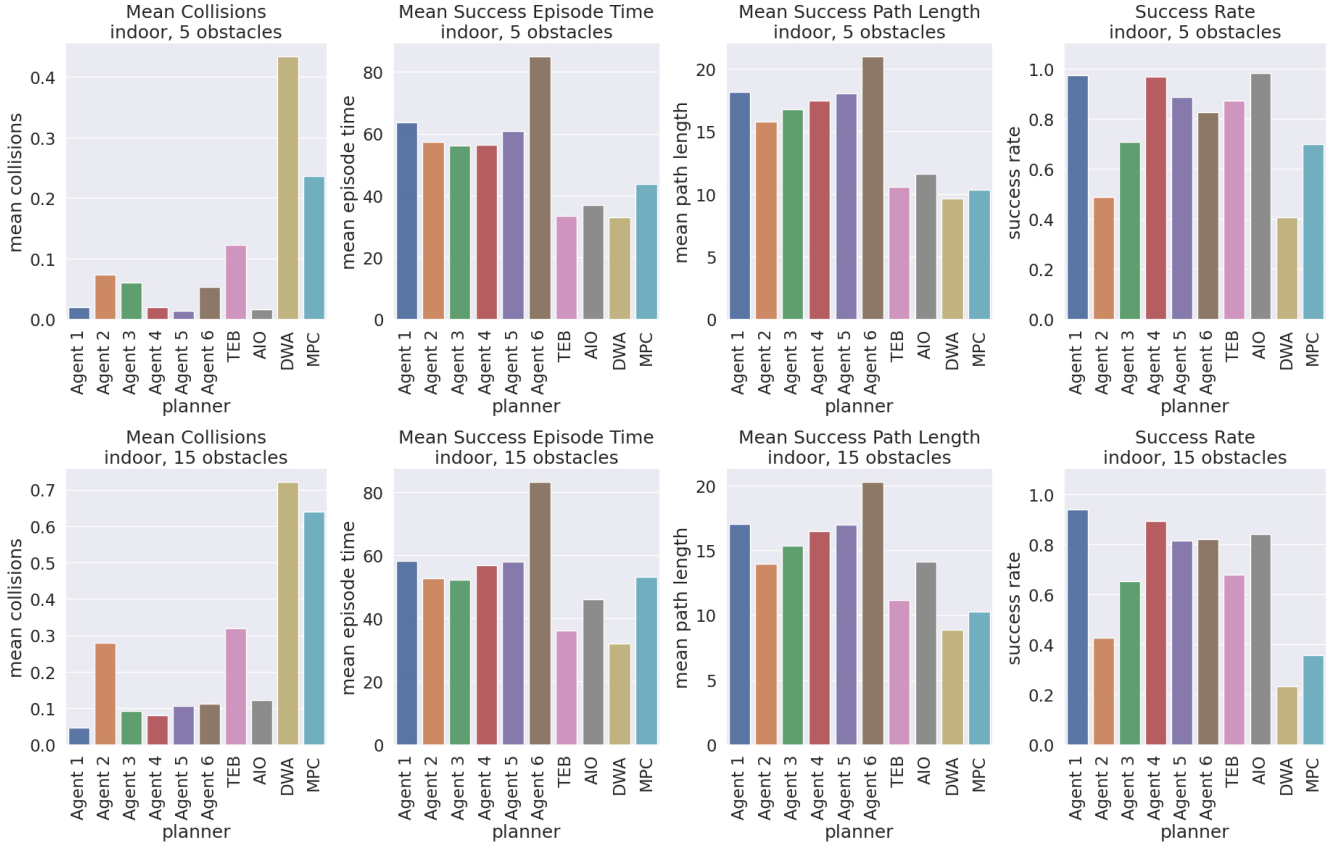 Mean Collisions
indoor, 5 obstacles
mean collisions
0.4
0.3
0.2
0.1
0.0
Agent 1
Agent 2
Agent 3
Agent 4
Agent 5
Agent 6
TEB
AIO
DWA
MPC
planner
Mean Success Episode Time
indoor, 5 obstacles
mean episode time
80
60
40
20
0
Agent 1
Agent 2
Agent 3
Agent 4
Agent 5
Agent 6
TEB
AIO
DWA
MPC
planner
Mean Success Path Length
indoor, 5 obstacles
mean path length
20
15
10
5
0
Agent 1
Agent 2
Agent 3
Agent 4
Agent 5
Agent 6
TEB
AIO
DWA
MPC
planner
Success Rate
indoor, 5 obstacles
success rate
1.0
0.8
0.6
0.4
0.2
0.0
Agent 1
Agent 2
Agent 3
Agent 4
Agent 5
Agent 6
TEB
AIO
DWA
MPC
planner
Mean Collisions
indoor, 15 obstacles
mean collisions
0.7
0.6
0.5
0.4
0.3
0.2
0.1
0.0
Agent 1
Agent 2
Agent 3
Agent 4
Agent 5
Agent 6
TEB
AIO
DWA
MPC
planner
Mean Success Episode Time
indoor, 15 obstacles
mean episode time
80
60
40
20
0
Agent 1
Agent 2
Agent 3
Agent 4
Agent 5
Agent 6
TEB
AIO
DWA
MPC
planner
Mean Success Path Length
indoor, 15 obstacles
mean path length
20
15
10
5
0
Agent 1
Agent 2
Agent 3
Agent 4
Agent 5
Agent 6
TEB
AIO
DWA
MPC
planner
Success Rate
indoor, 15 obstacles
success rate
1.0
0.8
0.6
0.4
0.2
0.0
Agent 1
Agent 2
Agent 3
Agent 4
Agent 5
Agent 6
TEB
AIO
DWA
MPC
planner